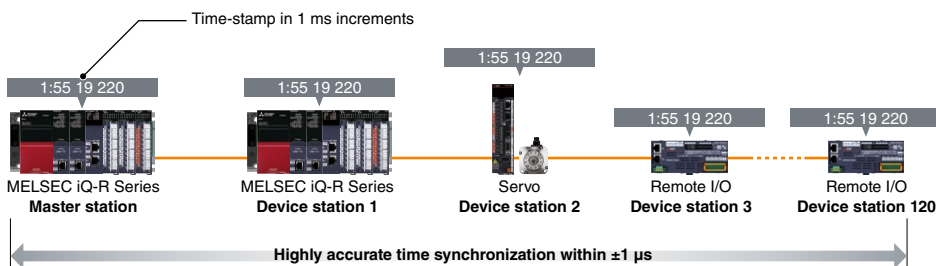 Time-stamp in 1 ms increments
1:55 19 220
1:55 19 220
1:55 19 220
1:55 19 220
1:55 19 220
MELSEC iQ-R Series
Master station
MELSEC iQ-R Series
Device station 1
Servo
Device station 2
Remote I/O
Device station 3
Remote I/O
Device station 120
Highly accurate time synchronization within ±1 µs